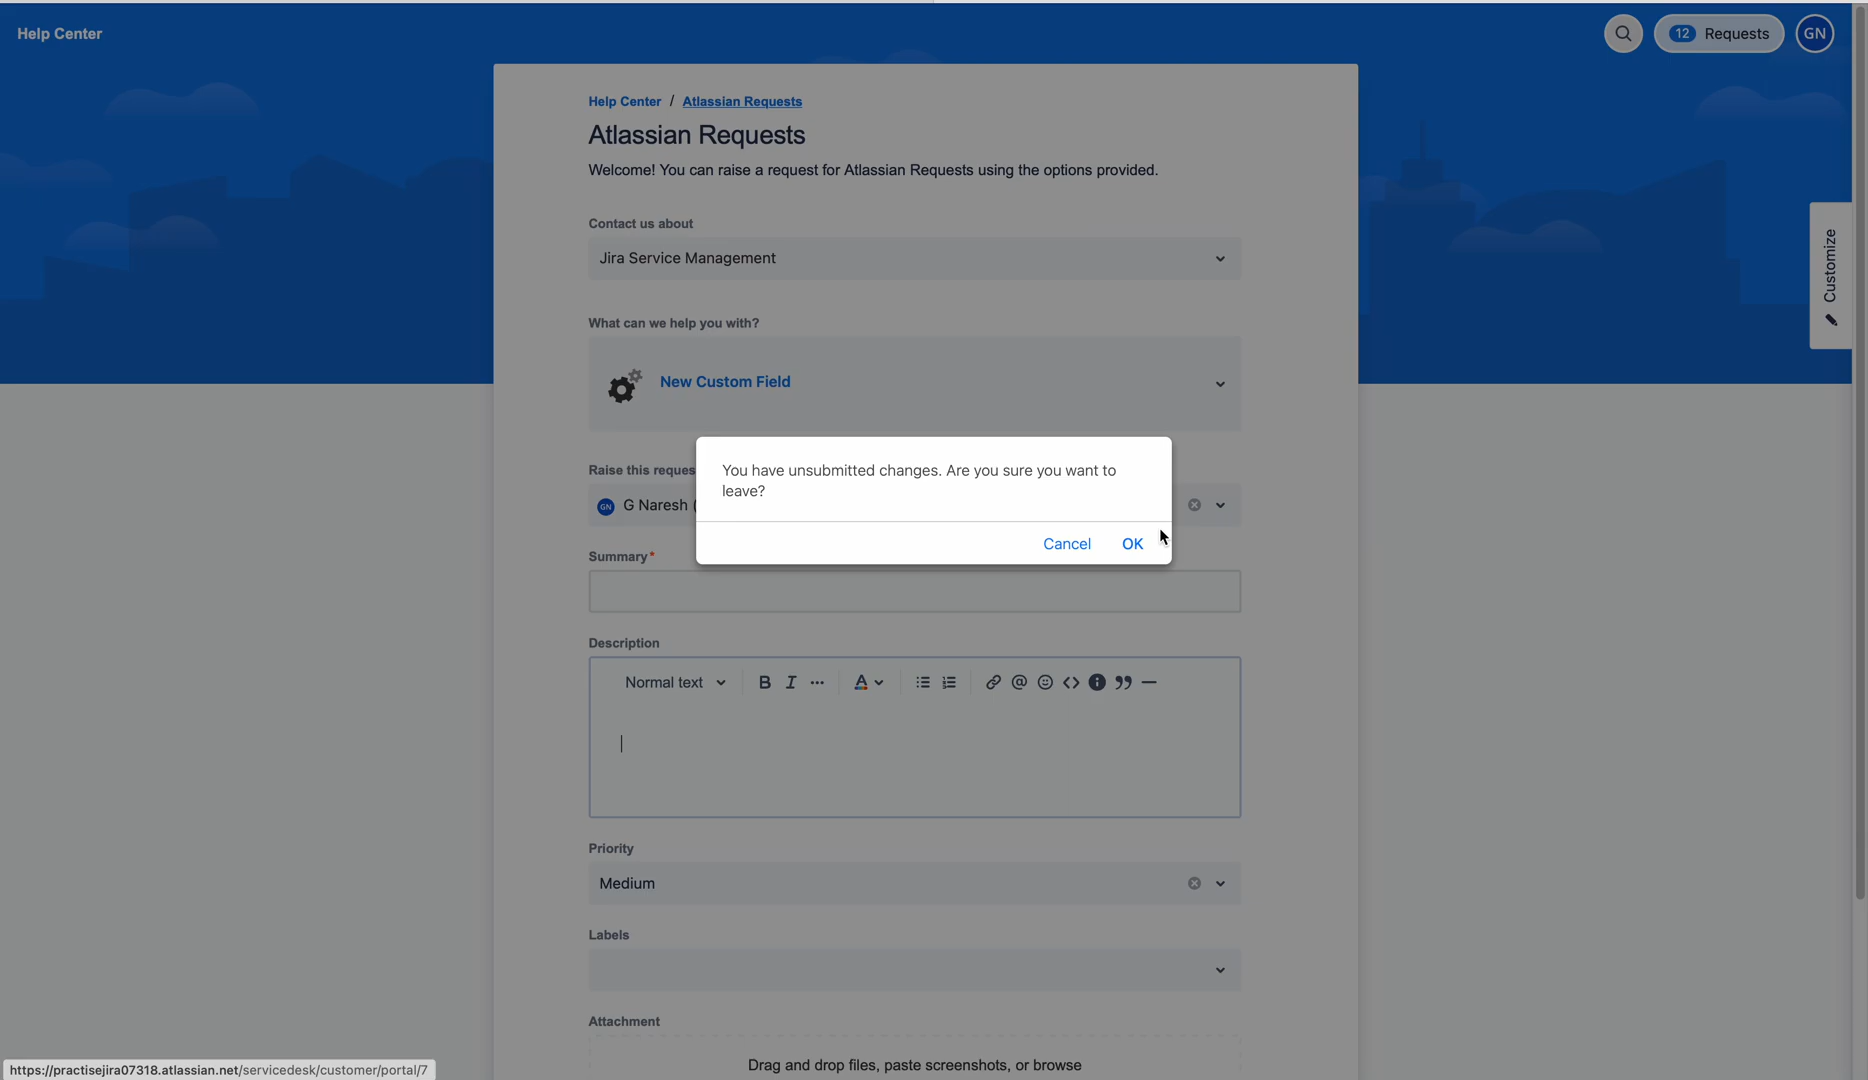 Help Center
12 Requests
GN
Help Center / Atlassian Requests
Atlassian Requests
Welcome! You can raise a request for Atlassian Requests using the options provided.
Customize
Contact us about
Jira Service Management
What can we help you with?
New Custom Field
Raise this reques
You have unsubmitted changes. Are you sure you want to
leave?
GN G Naresh (
Cancel OK
Summary*
Description
Normal text B I ... A
Priority
Medium
Labels
Attachment
Drag and drop files, paste screenshots, or browse
https://practisejira07318.atlassian.net/servicedesk/customer/portal/7